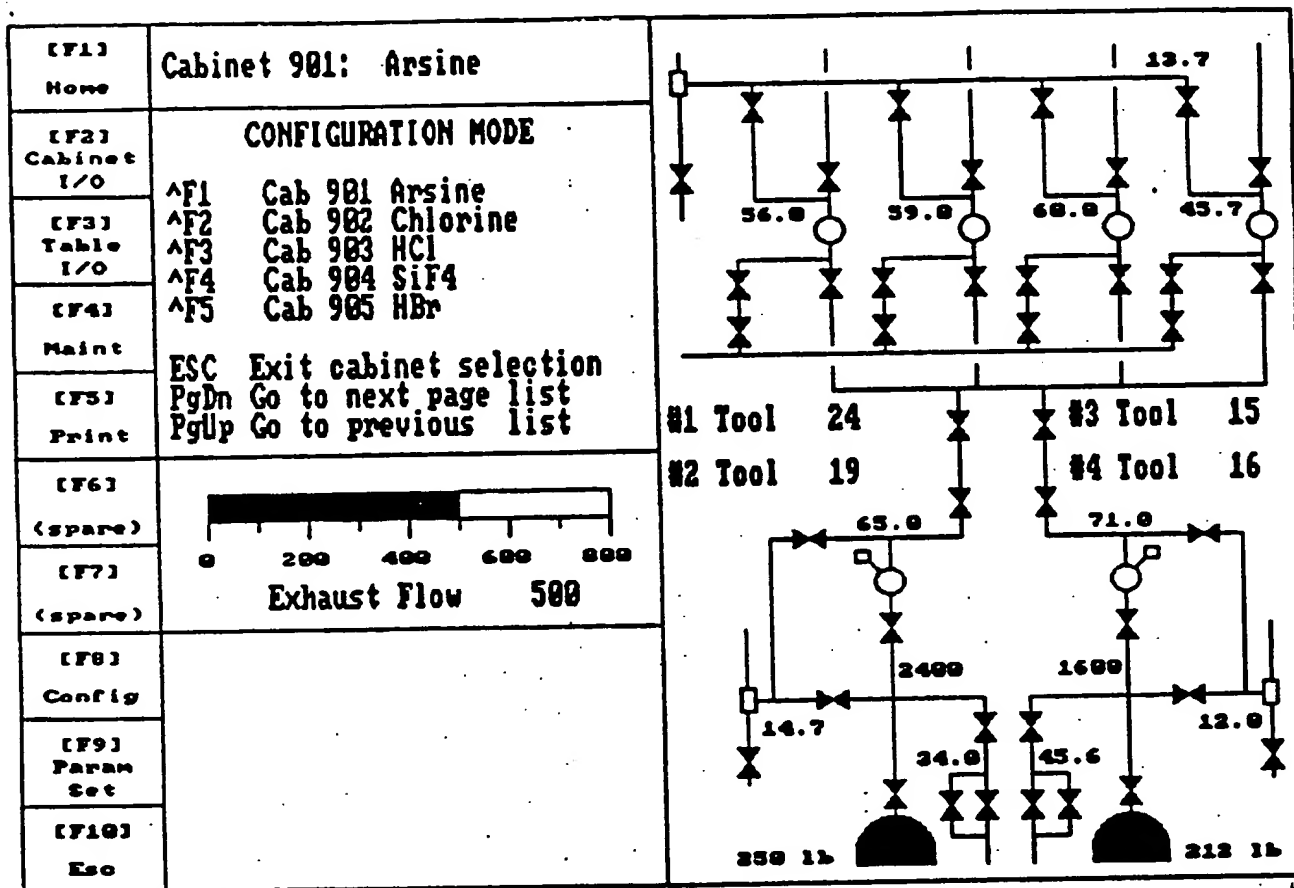 [F1]
Home
[F2]
Cabinet
I/O
[F3]
Table
I/O
[F4]
Maint
[F5]
Print
[F6]
(spare)
[F7]
(spare)
[F8]
Config
[F9]
Param
Set
[F10]
Esc
Cabinet 901: Arsine
CONFIGURATION MODE
^F1 Cab 901 Arsine
^F2 Cab 902 Chlorine
^F3 Cab 903 HCl
^F4 Cab 904 SiF4
^F5 Cab 905 HBr
ESC Exit cabinet selection
PgDn Go to next page list
PgUp Go to previous list
0 200 400 600 800
Exhaust Flow 500
13.7
56.0 59.0 60.0 45.7
#1 Tool 24 #3 Tool 15
#2 Tool 19 #4 Tool 16
65.0 71.0
2400 1600
14.7 12.0
34.0 45.6
250 lb 212 lb